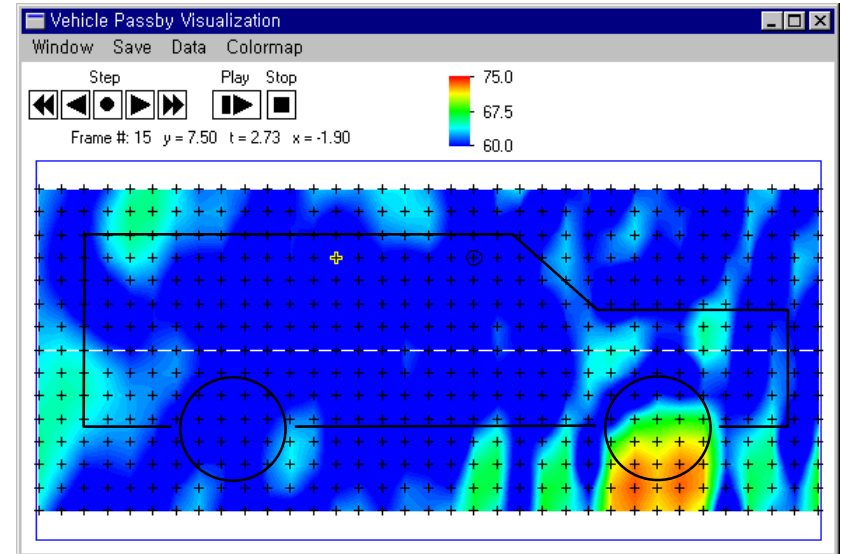 Vehicle Passby Visualization
Window Save Data Colormap
Step Play Stop
Frame #: 15 y = 7.50 t = 2.73 x = -1.90
75.0
67.5
60.0